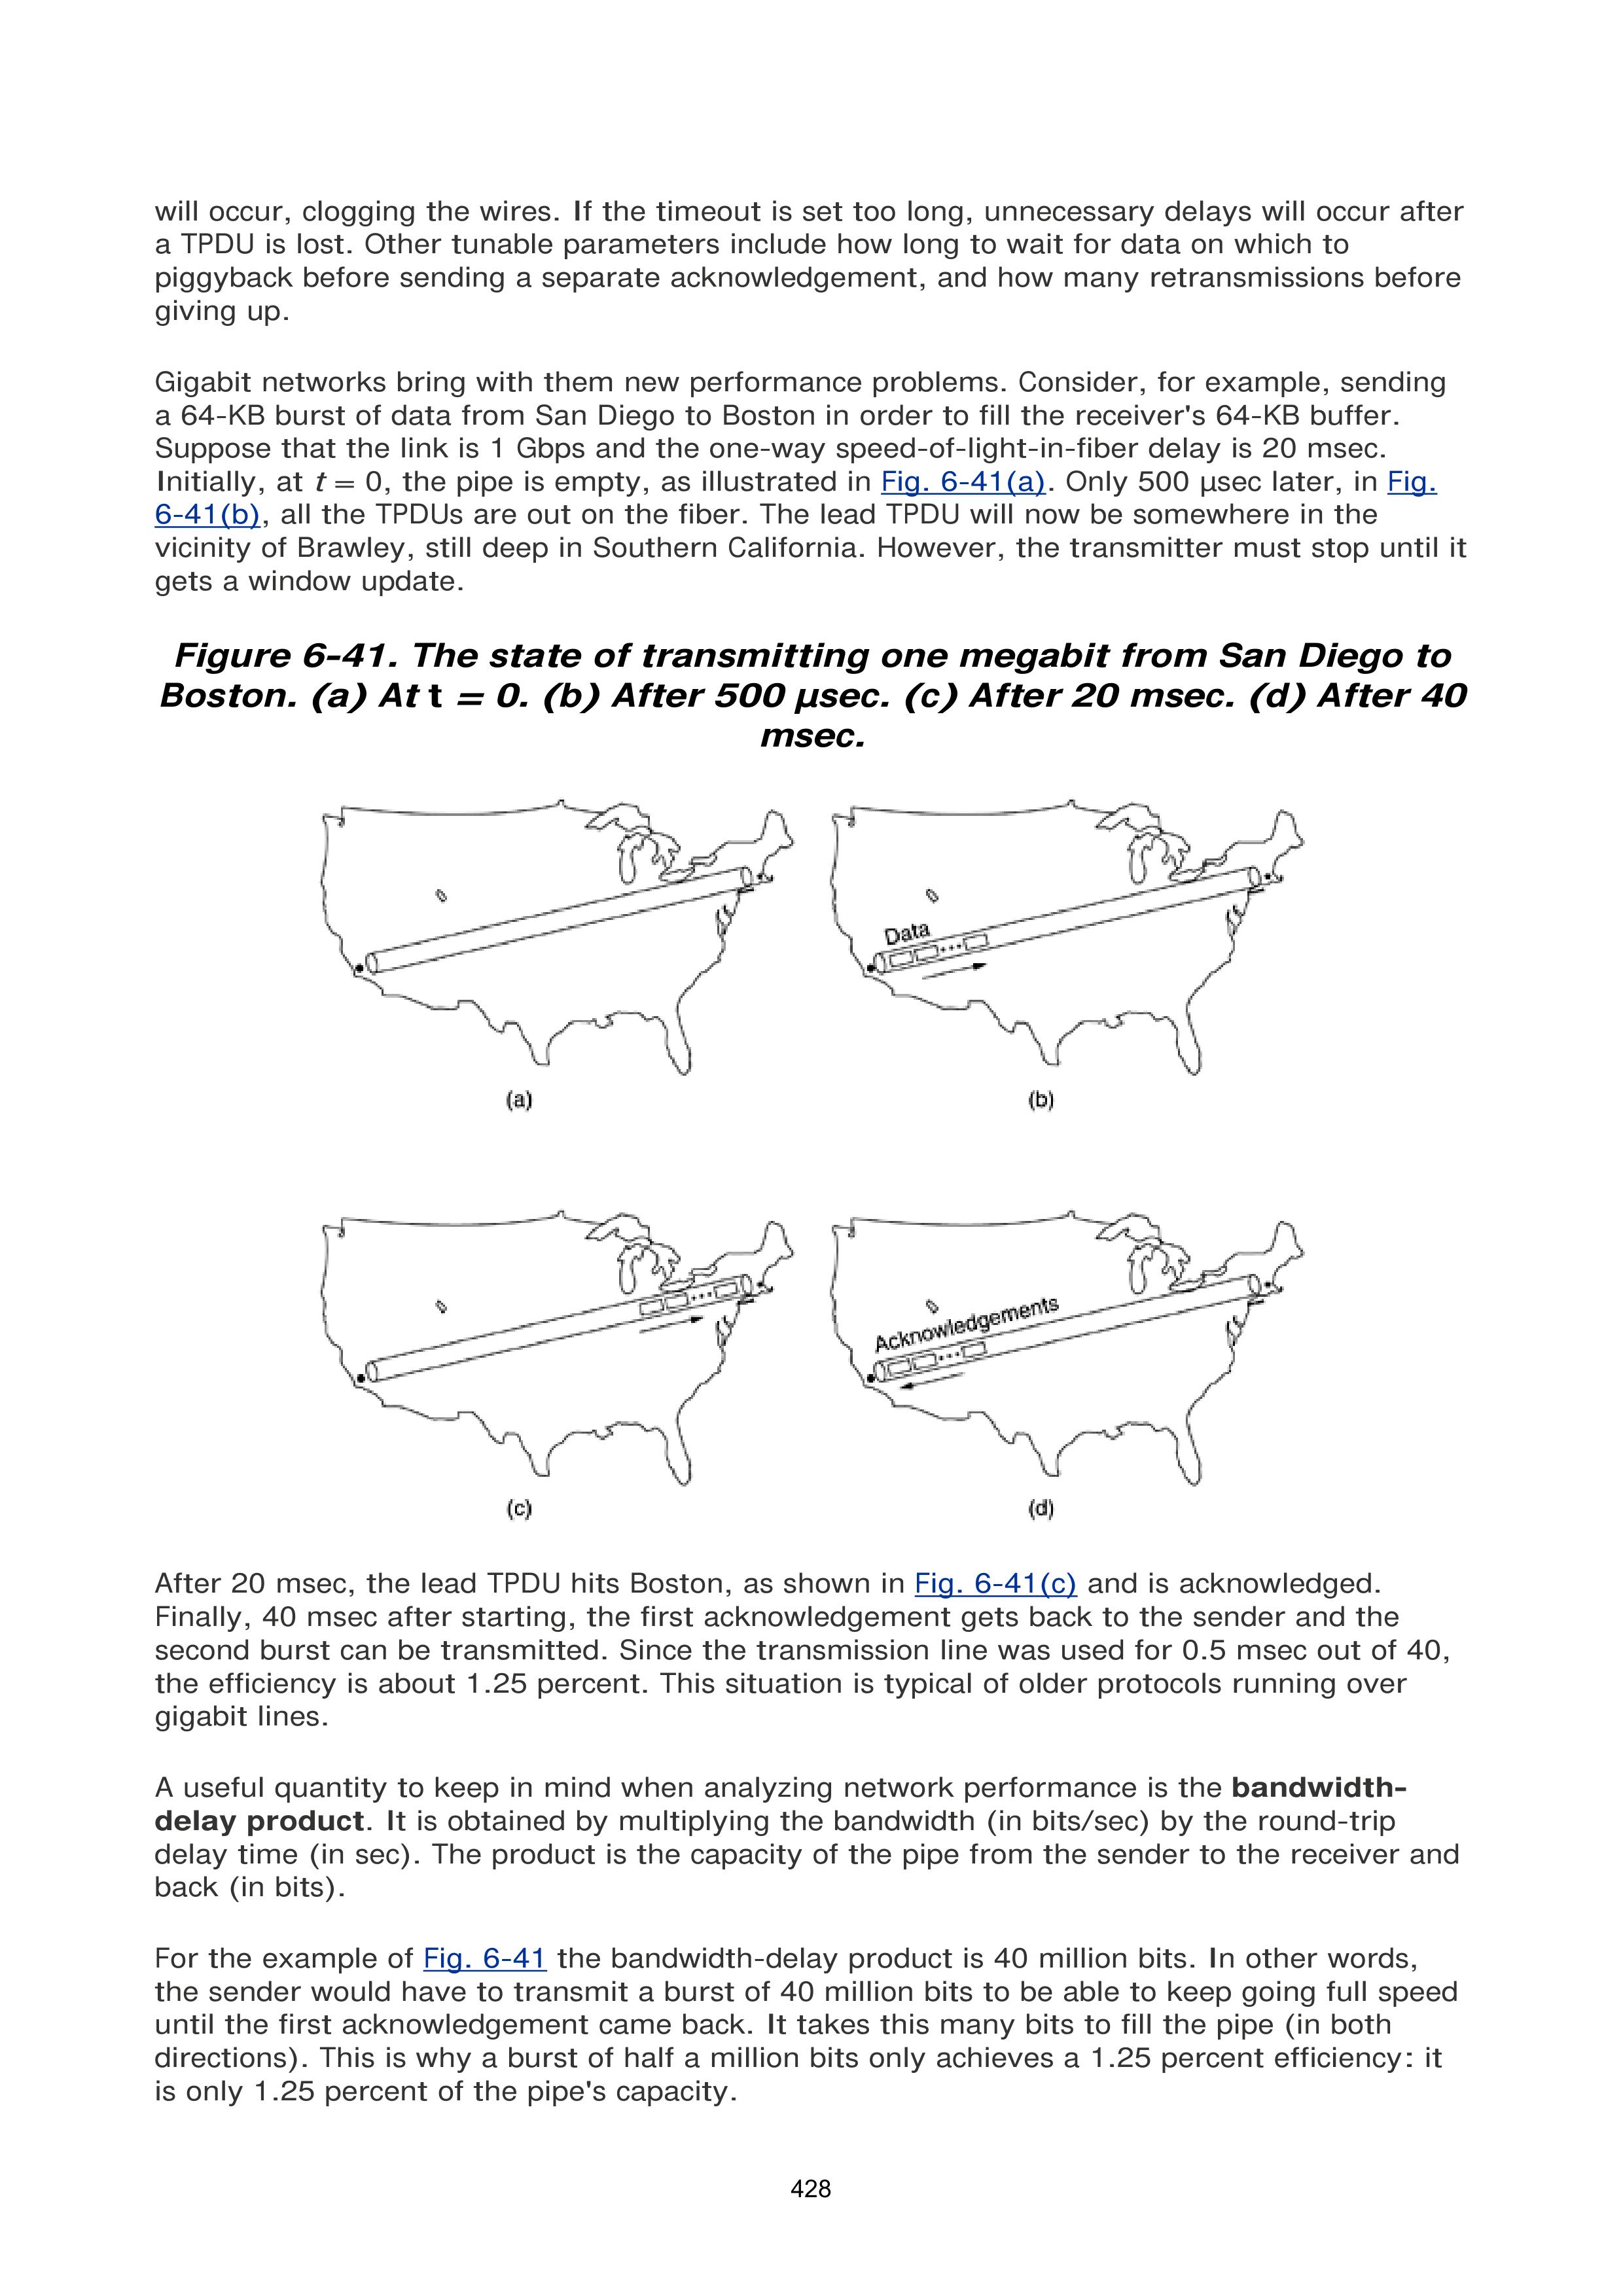 will occur, clogging the wires. If the timeout is set too long, unnecessary delays will occur after
a TPDU is lost. Other tunable parameters include how long to wait for data on which to
piggyback before sending a separate acknowledgement, and how many retransmissions before
giving up.
Gigabit networks bring with them new performance problems. Consider, for example, sending
a 64-KB burst of data from San Diego to Boston in order to fill the receiver's 64-KB buffer.
Suppose that the link is 1 Gbps and the one-way speed-of-light-in-fiber delay is 20 msec.
Initially, at t = 0, the pipe is empty, as illustrated in Fig. 6-41(a). Only 500 µsec later, in Fig.
6-41(b), all the TPDUs are out on the fiber. The lead TPDU will now be somewhere in the
vicinity of Brawley, still deep in Southern California. However, the transmitter must stop until it
gets a window update.
Figure 6-41. The state of transmitting one megabit from San Diego to
Boston. (a) At t = 0. (b) After 500 µsec. (c) After 20 msec. (d) After 40
msec.
Data
(a)
(b)
Acknowledgements
(c)
(d)
After 20 msec, the lead TPDU hits Boston, as shown in Fig. 6-41(c) and is acknowledged.
Finally, 40 msec after starting, the first acknowledgement gets back to the sender and the
second burst can be transmitted. Since the transmission line was used for 0.5 msec out of 40,
the efficiency is about 1.25 percent. This situation is typical of older protocols running over
gigabit lines.
A useful quantity to keep in mind when analyzing network performance is the bandwidth-
delay product. It is obtained by multiplying the bandwidth (in bits/sec) by the round-trip
delay time (in sec). The product is the capacity of the pipe from the sender to the receiver and
back (in bits).
For the example of Fig. 6-41 the bandwidth-delay product is 40 million bits. In other words,
the sender would have to transmit a burst of 40 million bits to be able to keep going full speed
until the first acknowledgement came back. It takes this many bits to fill the pipe (in both
directions). This is why a burst of half a million bits only achieves a 1.25 percent efficiency: it
is only 1.25 percent of the pipe's capacity.
428